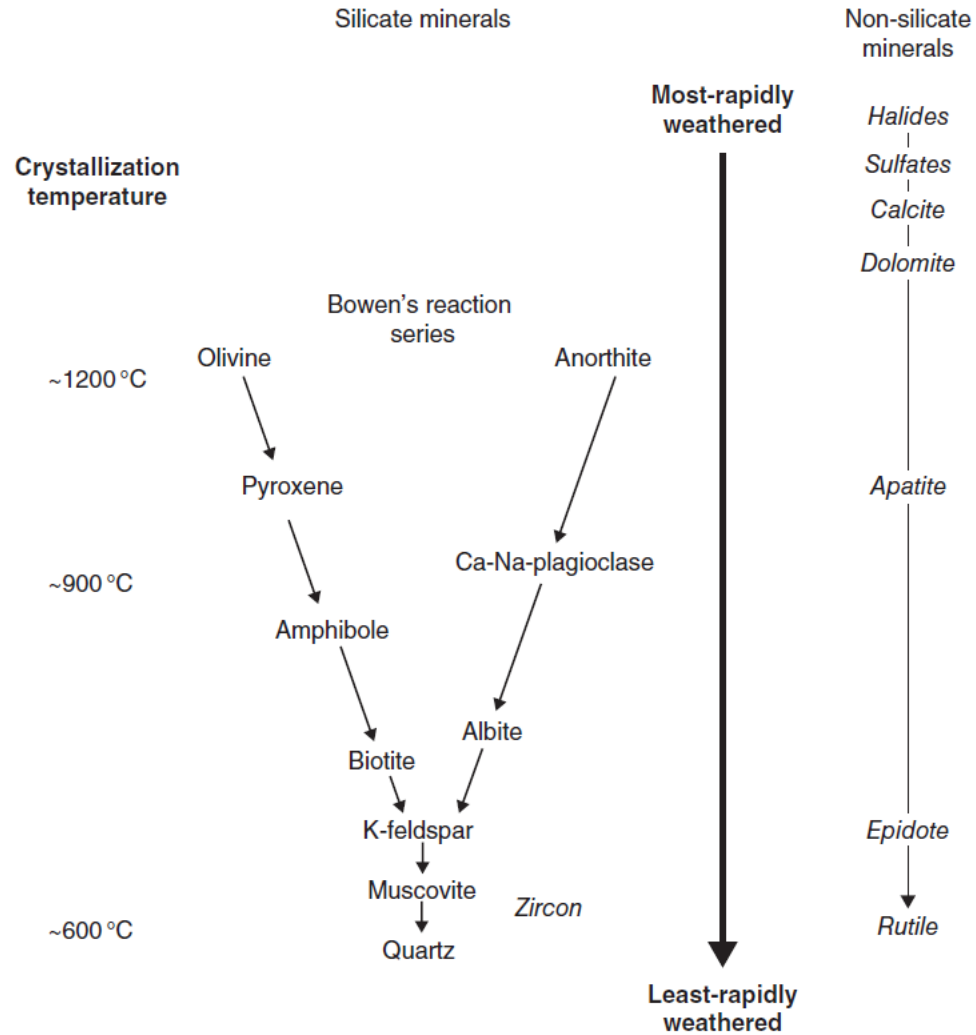 Silicate minerals
Non-silicate
minerals
Most-rapidly
weathered
Halides
Crystallization
temperature
Sulfates
Calcite
Dolomite
Bowen's reaction
series
Olivine
Anorthite
~1200 °C
Pyroxene
Apatite
Ca-Na-plagioclase
~900 °C
Amphibole
Albite
Biotite
K-feldspar
Epidote
Muscovite
Zircon
~600 °C
Rutile
Quartz
Least-rapidly
weathered